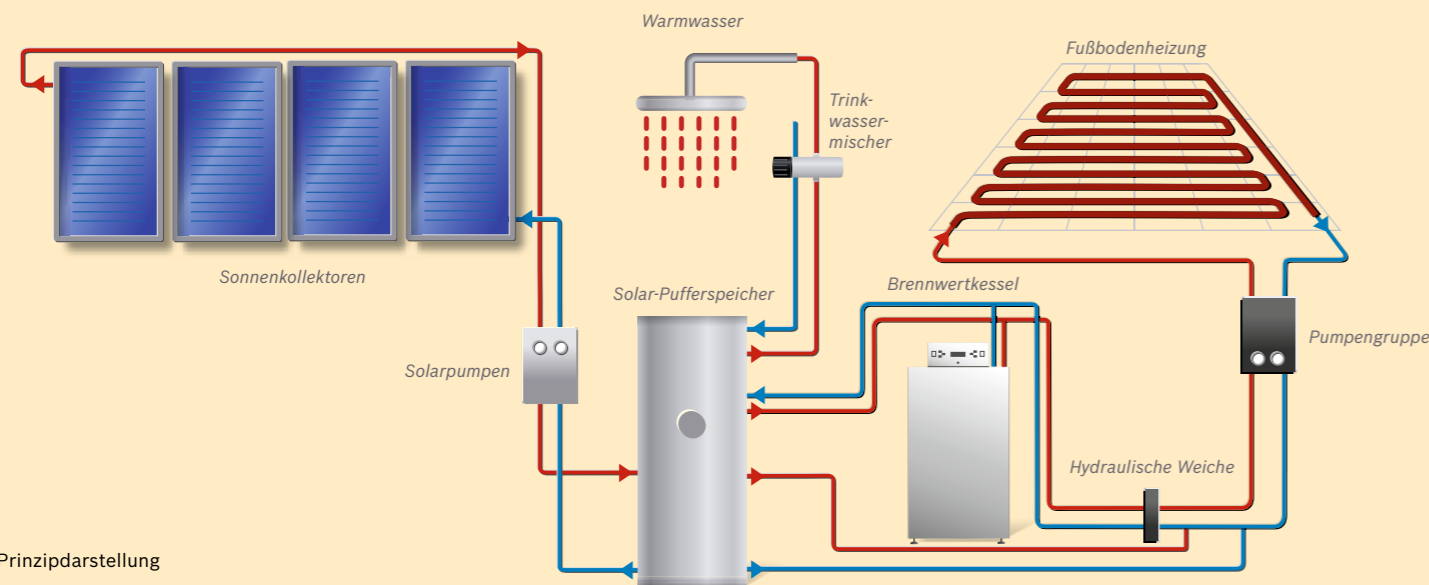 Warmwasser
Fußbodenheizung
Trink-
wasser-
mischer
Sonnenkollektoren
Solar-Pufferspeicher
Brennwertkessel
Solarpumpen
Pumpengruppe
Hydraulische Weiche
Prinzipdarstellung